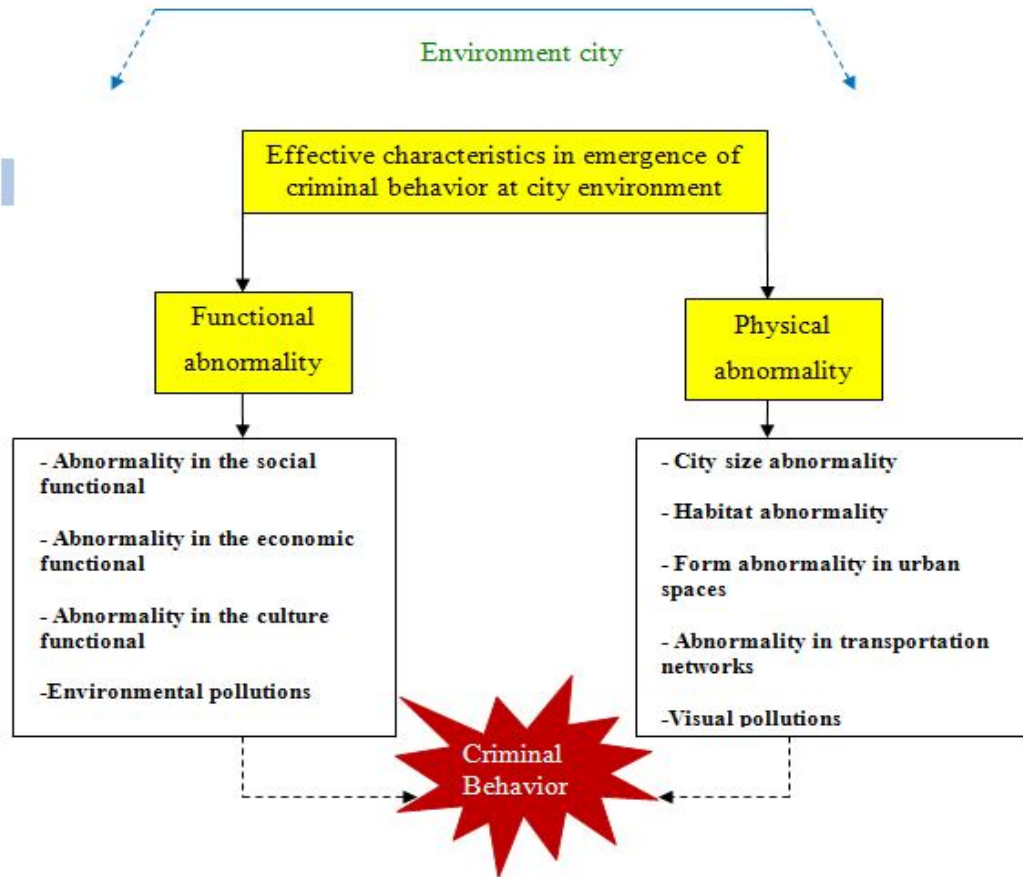 Environment city
Effective characteristics in emergence of
criminal behavior at city environment
Functional
abnormality
Physical
abnormality
- Abnormality in the social
functional
- Abnormality in the economic
functional
- Abnormality in the culture
functional
-Environmental pollutions
- City size abnormality
- Habitat abnormality
- Form abnormality in urban
spaces
- Abnormality in transportation
networks
-Visual pollutions
Criminal
Behavior